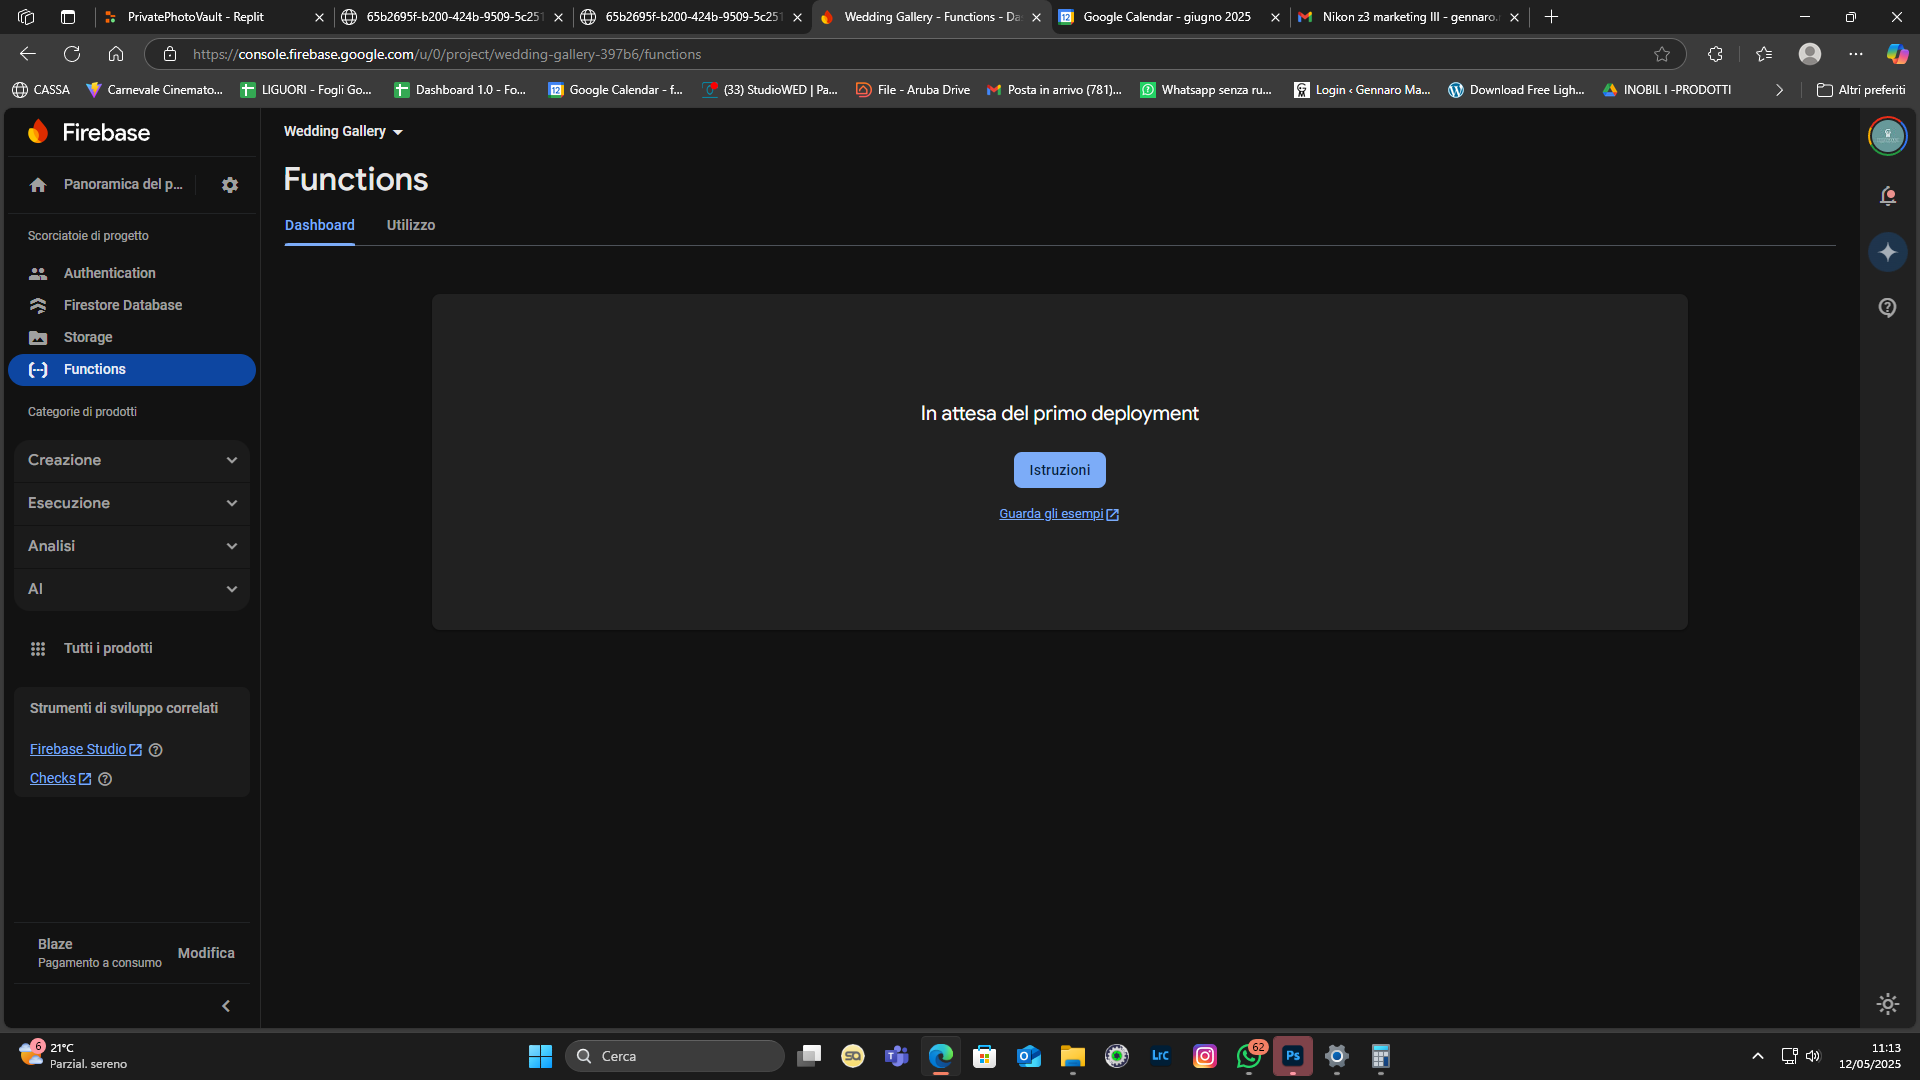 PrivatePhotoVault - Replit
65b2695f-b200-424b-9509-5c251
65b2695f-b200-424b-9509-5c251
Wedding Gallery - Functions - Da
Google Calendar - giugno 2025
Nikon z3 marketing III - gennaro.
https://console.firebase.google.com/u/0/project/wedding-gallery-397b6/functions
CASSA
Carnevale Cinemato...
LIGUORI - Fogli Go...
Dashboard 1.0 - Fo...
Google Calendar - f...
(33) StudioWED | Pa...
File - Aruba Drive
Posta in arrivo (781)...
Whatsapp senza ru...
Login ‹ Gennaro Ma...
Download Free Ligh...
INOBIL I -PRODOTTI
Altri preferiti
Firebase
Wedding Gallery
Panoramica del p...
Functions
Dashboard
Utilizzo
Scorciatoie di progetto
Authentication
Firestore Database
Storage
Functions
Categorie di prodotti
Creazione
Esecuzione
Analisi
AI
Tutti i prodotti
Strumenti di sviluppo correlati
Firebase Studio
Checks
In attesa del primo deployment
Istruzioni
Guarda gli esempi
Blaze
Pagamento a consumo
Modifica
6
21°C
Parzial. sereno
Cerca
LrC
62
Ps
11:13
12/05/2025